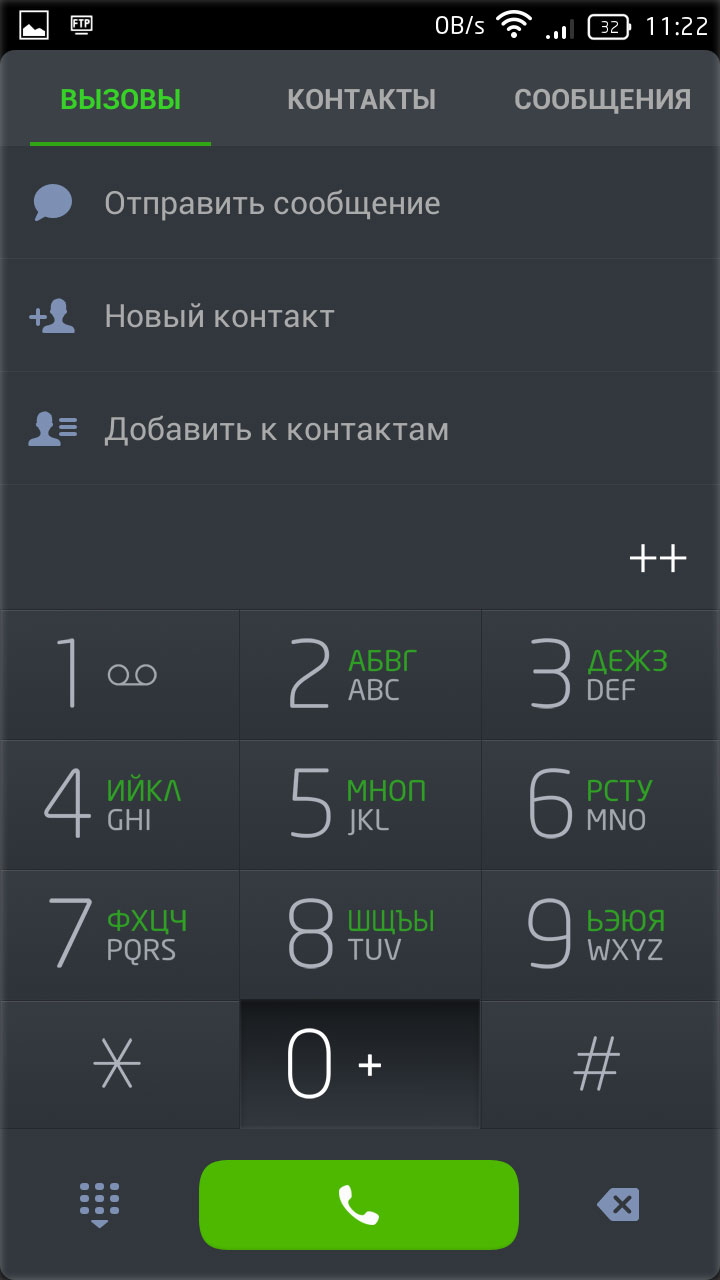 FTP 0B/s 32 11:22
ВЫЗОВЫ КОНТАКТЫ СООБЩЕНИЯ
Отправить сообщение
Новый контакт
Добавить к контактам
++
1 2 АБВГ ABC 3 ДЕЖЗ DEF
4 ИЙКЛ GHI 5 МНОП JKL 6 РСТУ MNO
7 ФХЦЧ PQRS 8 ШЩЪЫ TUV 9 ЬЭЮЯ WXYZ
* 0 + #